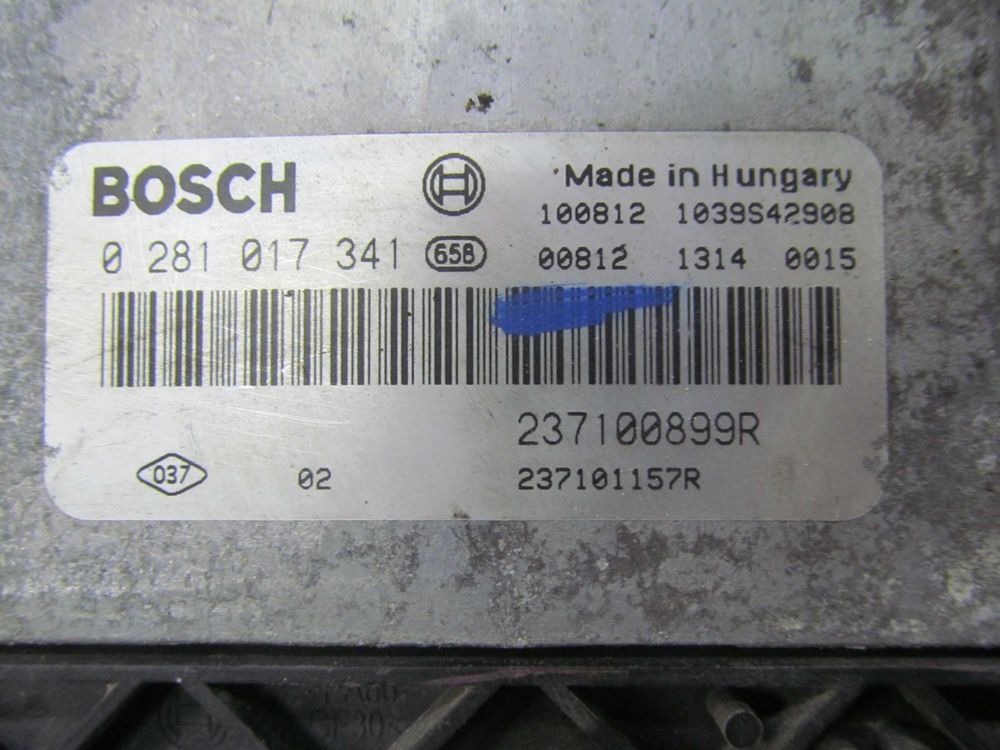 BOSCH
Made in Hungary
100812 1039S42908
0 281 017 341 658
00812 1314 0015
237100899R
037 02
237101157R